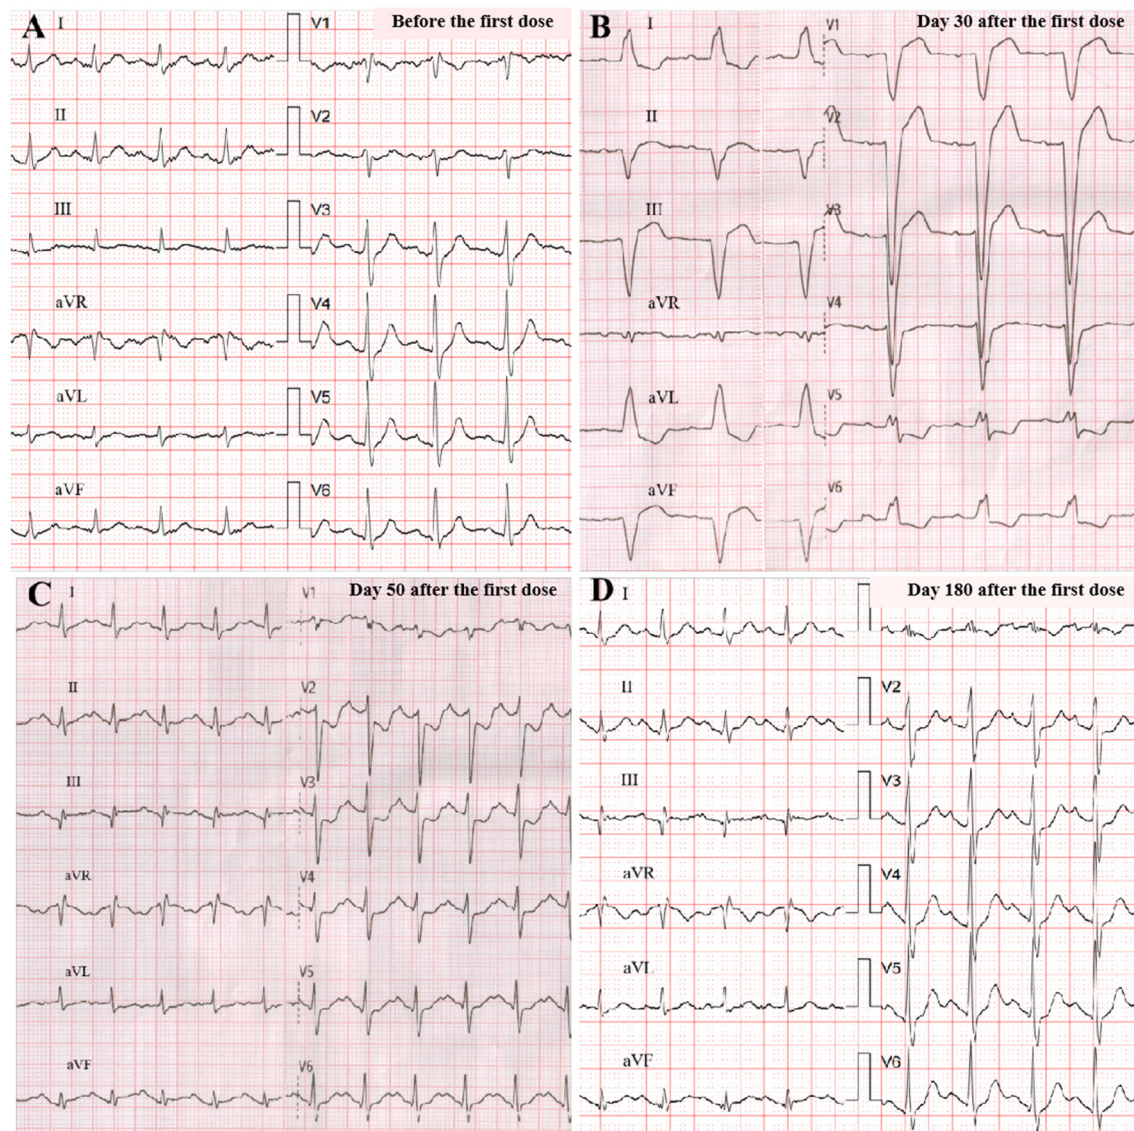 A
Before the first dose
I
V1
II
V2
III
V3
aVR
V4
aVL
V5
aVF
V6
B
Day 30 after the first dose
I
V1
II
V2
III
V3
aVR
V4
aVL
V5
aVF
V6
C
Day 50 after the first dose
I
V1
II
V2
III
V3
aVR
V4
aVL
V5
aVF
V6
D
Day 180 after the first dose
I
II
V2
III
V3
aVR
V4
aVL
V5
aVF
V6